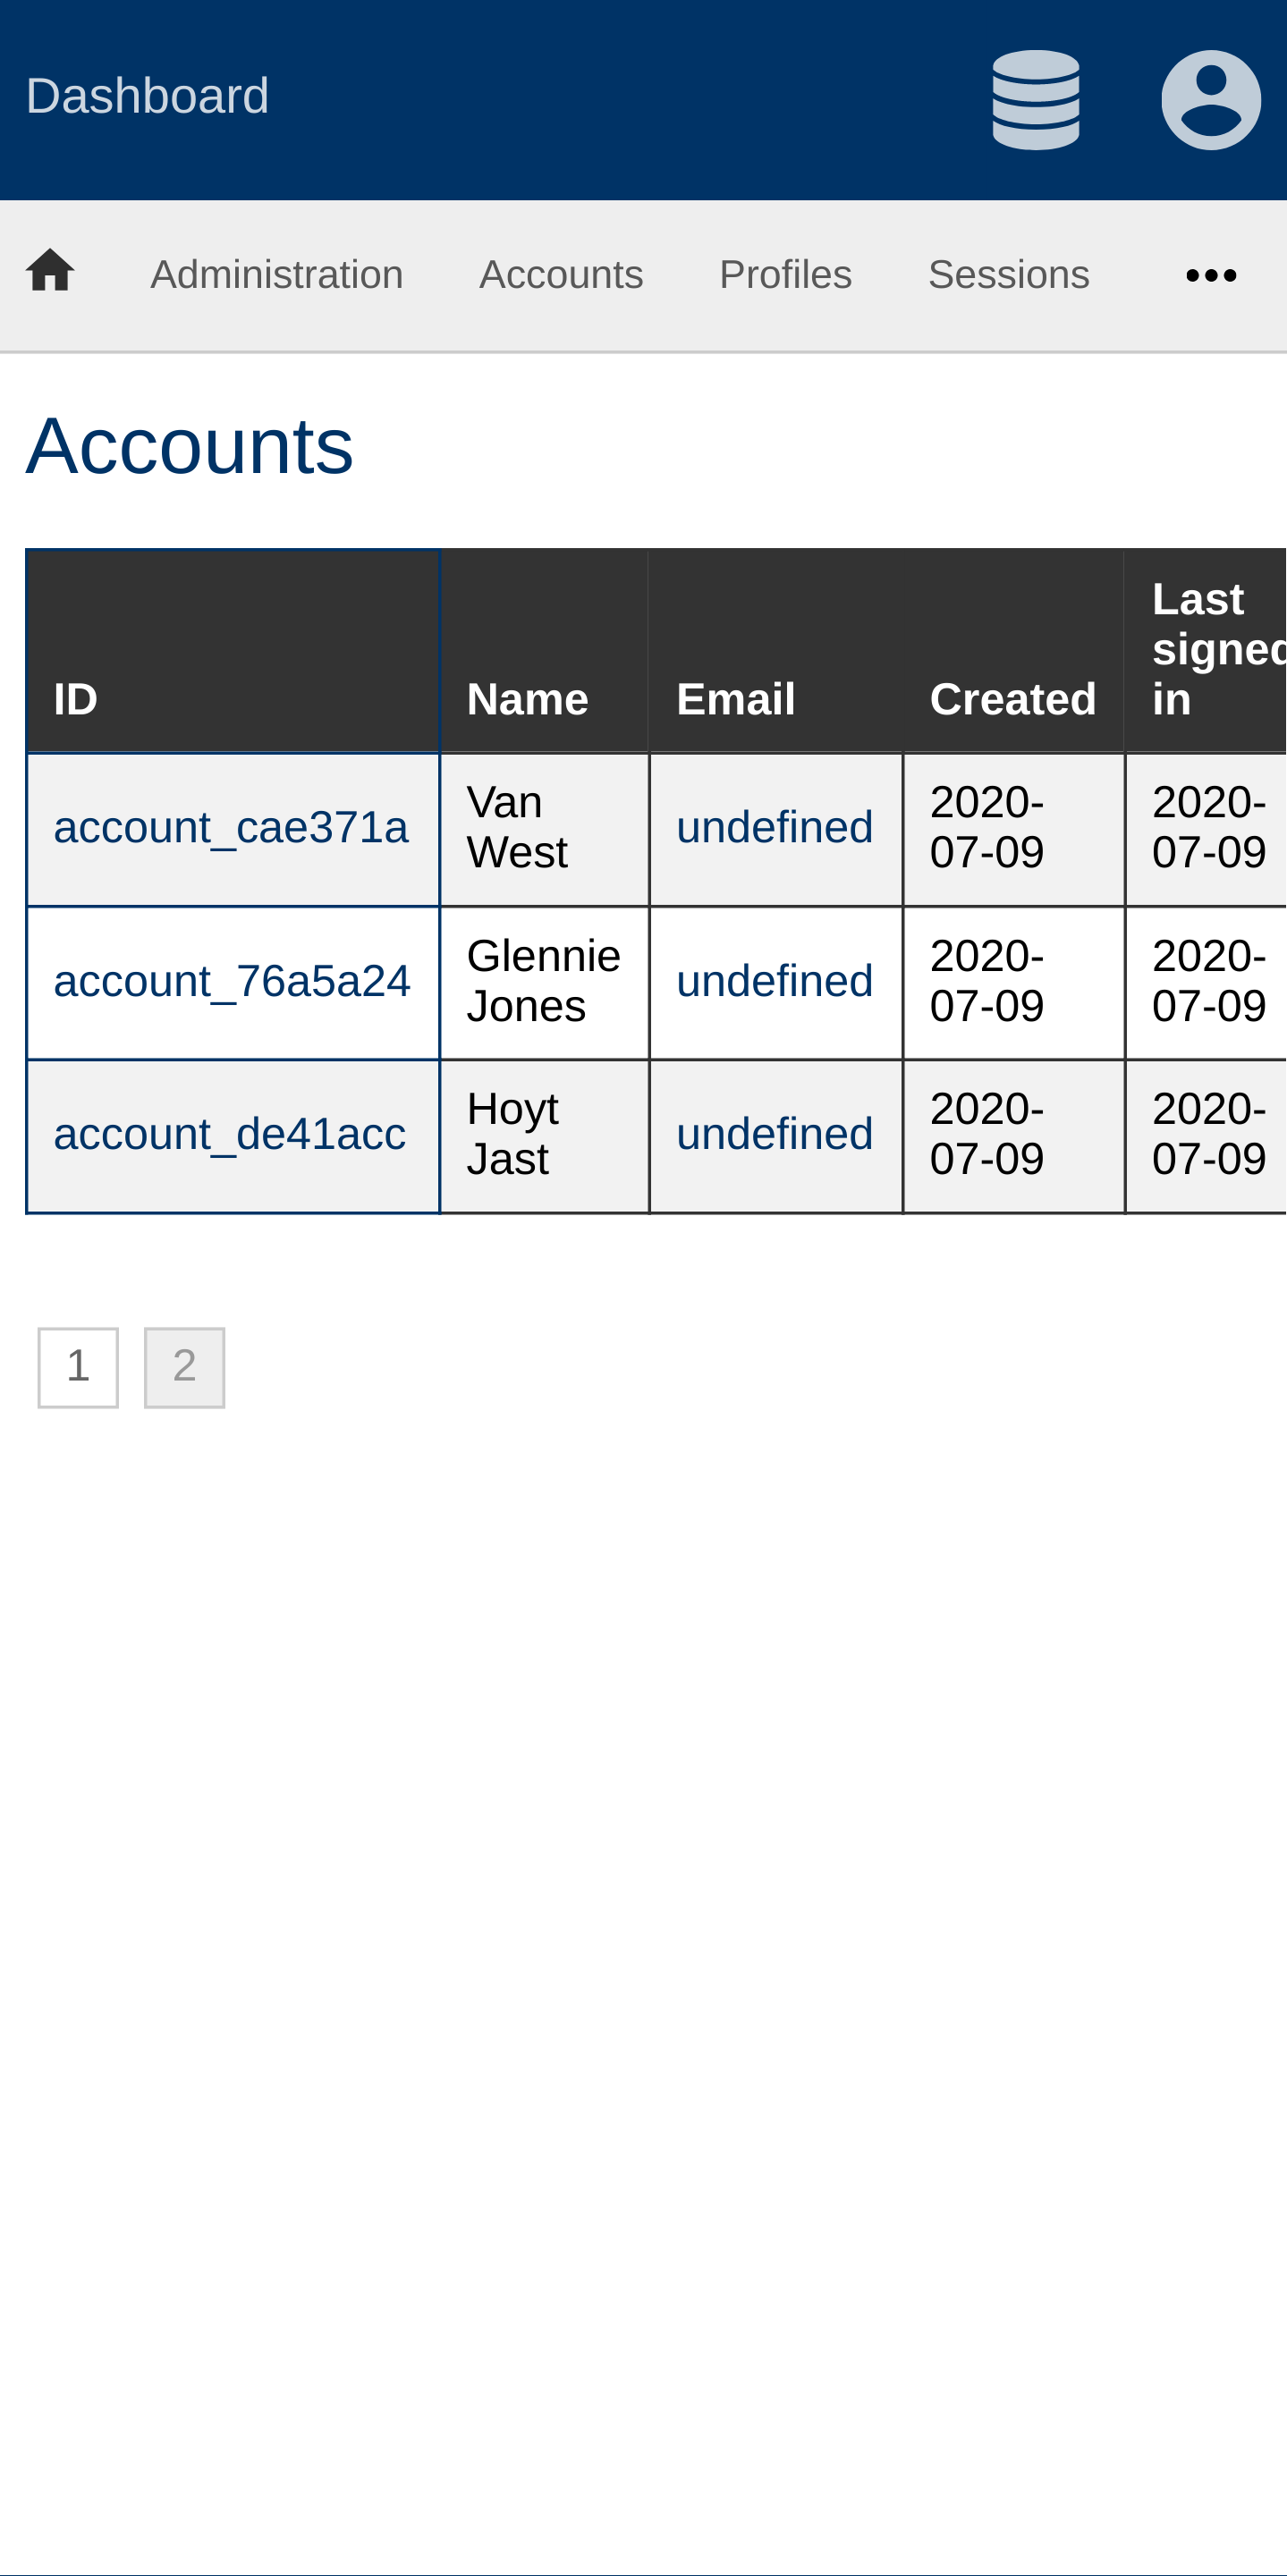 Dashboard
Administration Accounts Profiles Sessions
Accounts
ID Name Email Created Last signed in
account_cae371a Van West undefined 2020-07-09 2020-07-09
account_76a5a24 Glennie Jones undefined 2020-07-09 2020-07-09
account_de41acc Hoyt Jast undefined 2020-07-09 2020-07-09
1 2